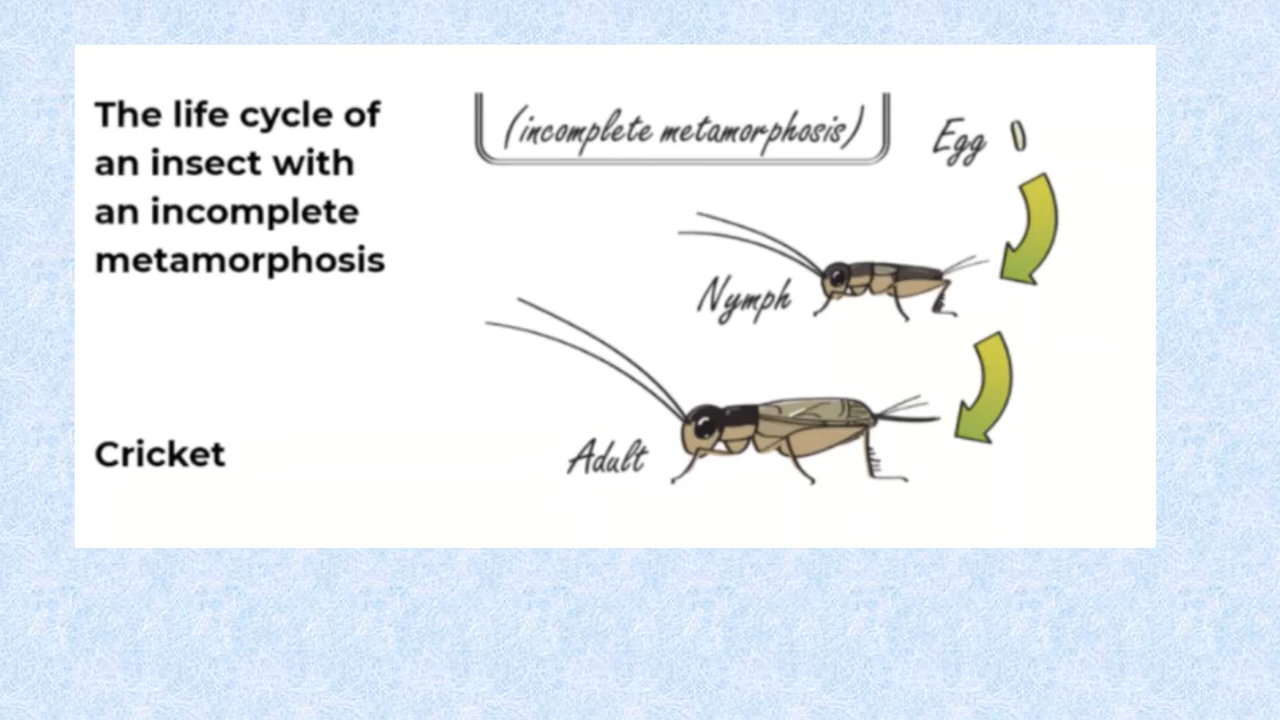 The life cycle of
an insect with
an incomplete
metamorphosis
Cricket
(incomplete metamorphosis)
Egg
Nymph
Adult